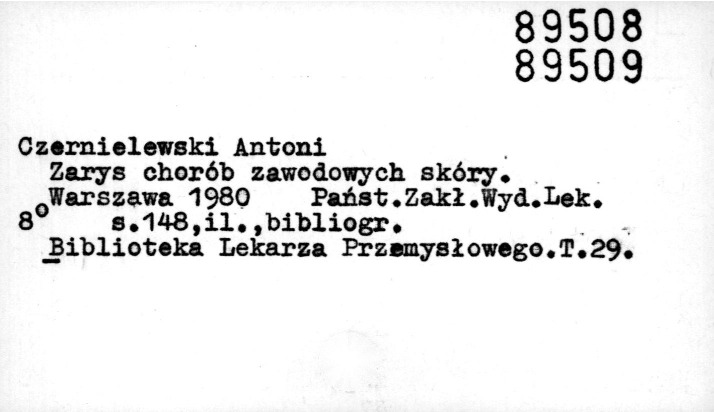 89508
89509
Czernielewski Antoni
Zarys chorób zawodowych skóry.
Warszawa 1980 Państ.Zakł.Wyd.Lek.
8° s.148,il.,bibliogr.
Biblioteka Lekarza Przemysłowego.T.29.